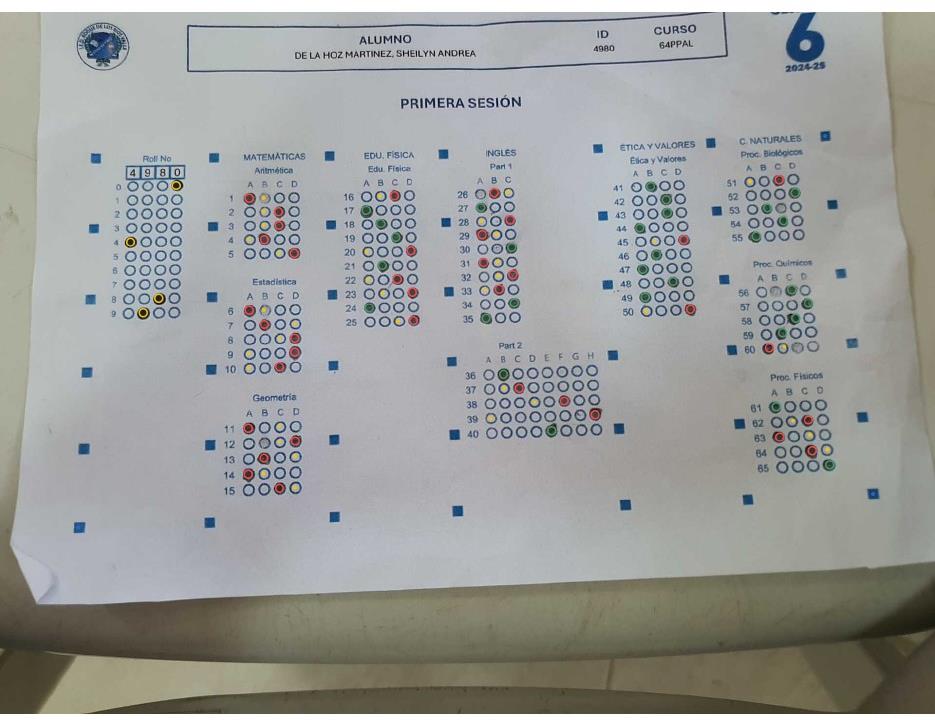 ALUMNO
DE LA HOZ MARTINEZ, SHEILYN ANDREA
ID
4980
CURSO
64PPAL
6
2024-25
PRIMERA SESIÓN
Roll No
4 9 8 0
0
1
2
3
4
5
6
7
8
9
MATEMÁTICAS
Aritmética
A B C D
1
2
3
4
5
Estadística
A B C D
6
7
8
9
10
Geometría
A B C D
11
12
13
14
15
EDU. FÍSICA
Edu. Física
A B C D
16
17
18
19
20
21
22
23
24
25
INGLÉS
Part 1
A B C
26
27
28
29
30
31
32
33
34
35
Part 2
A B C D E F G H
36
37
38
39
40
ÉTICA Y VALORES
Ética y Valores
A B C D
41
42
43
44
45
46
47
48
49
50
C. NATURALES
Proc. Biológicos
A B C D
51
52
53
54
55
Proc. Químicos
A B C D
56
57
58
59
60
Proc. Físicos
A B C D
61
62
63
64
65